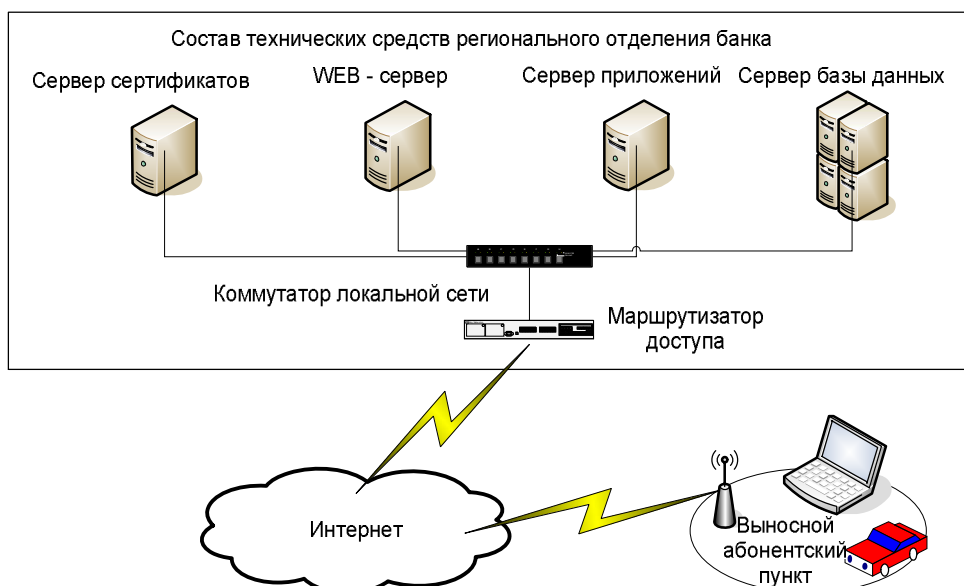 Состав технических средств регионального отделения банка
Сервер сертификатов
WEB - сервер
Сервер приложений
Сервер базы данных
Коммутатор локальной сети
Маршрутизатор
доступа
Интернет
Выносной
абонентский
пункт